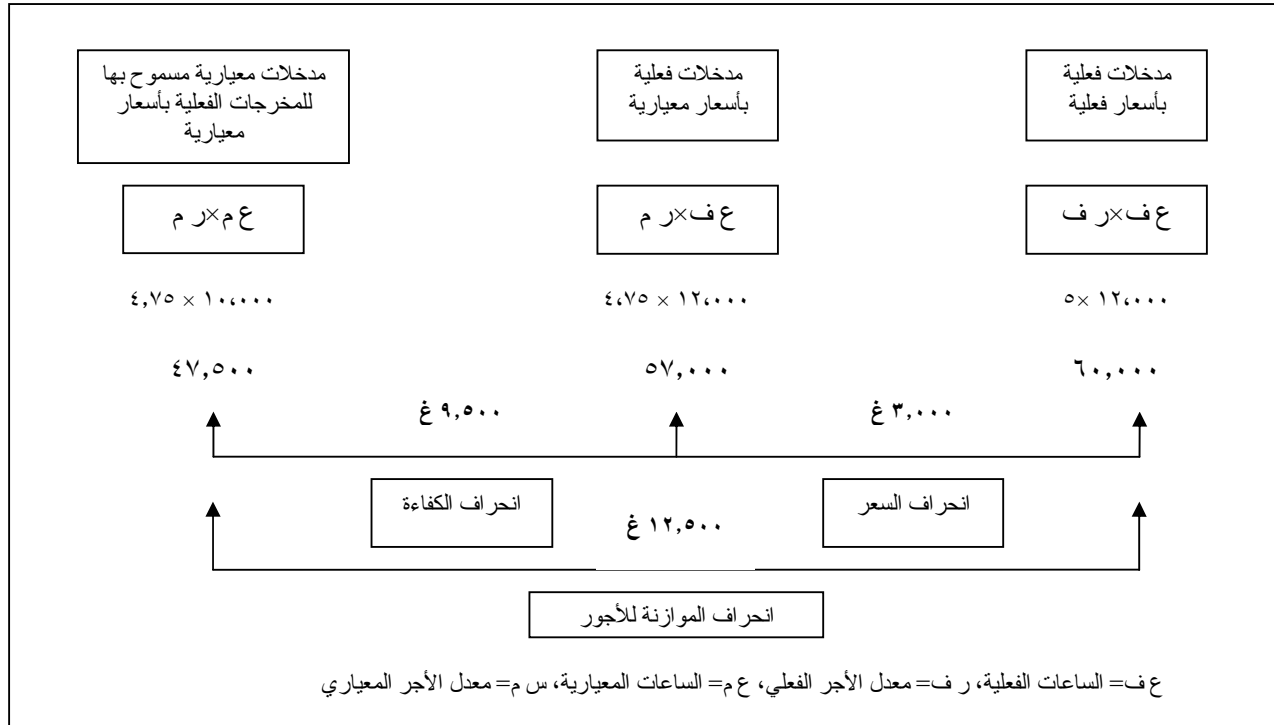 مدخلات فعلية
بأسعار فعلية
مدخلات فعلية
بأسعار معيارية
مدخلات معيارية مسموح بها
للمخرجات الفعلية بأسعار
معيارية
ع ف×ر ف
ع ف×ر م
ع م×ر م
١٢،٠٠٠ ×٥
١٢،٠٠٠ × ٤،٧٥
١٠،٠٠٠ × ٤,٧٥
٦٠,٠٠٠
٥٧,٠٠٠
٤٧,٥٠٠
٣,٠٠٠ غ
٩,٥٠٠ غ
انحراف السعر
انحراف الكفاءة
١٢,٥٠٠ غ
انحراف الموازنة للأجور
ع ف= الساعات الفعلية، ر ف= معدل الأجر الفعلي، ع م= الساعات المعيارية، س م= معدل الأجر المعياري